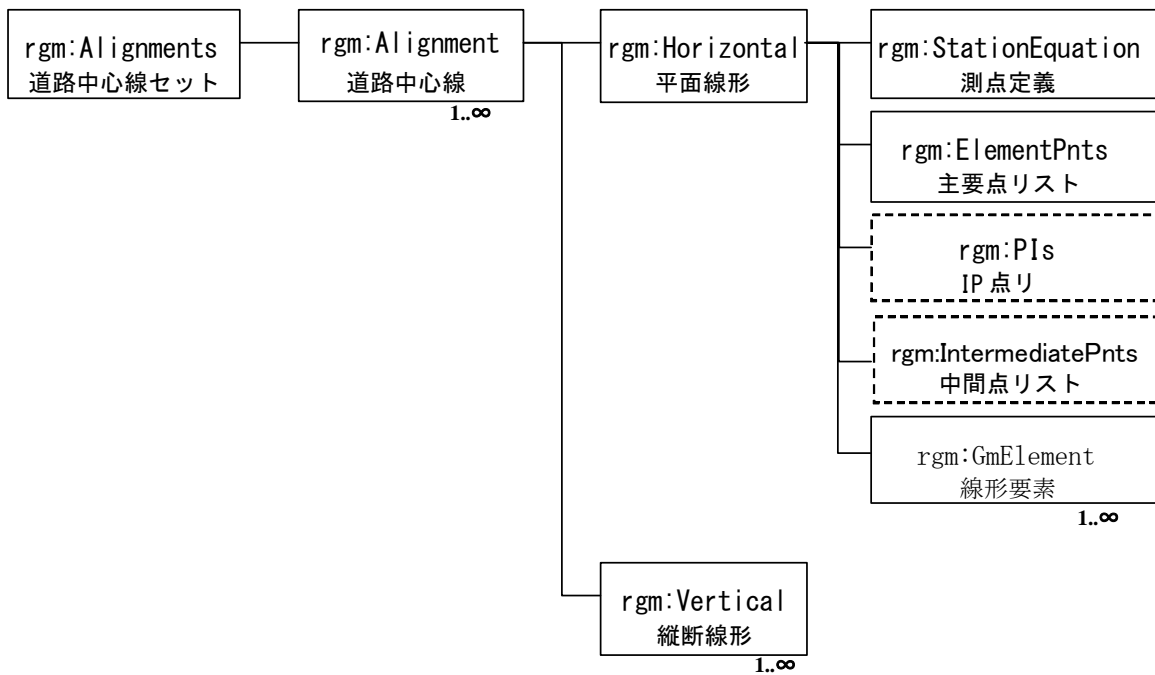 rgm:Alignments
道路中心線セット
rgm:Alignment
道路中心線
1..∞
rgm:Horizontal
平面線形
rgm:StationEquation
測点定義
rgm:ElementPnts
主要点リスト
rgm:PIs
IP 点リ
rgm:IntermediatePnts
中間点リスト
rgm:GmElement
線形要素
1..∞
rgm:Vertical
縦断線形
1..∞